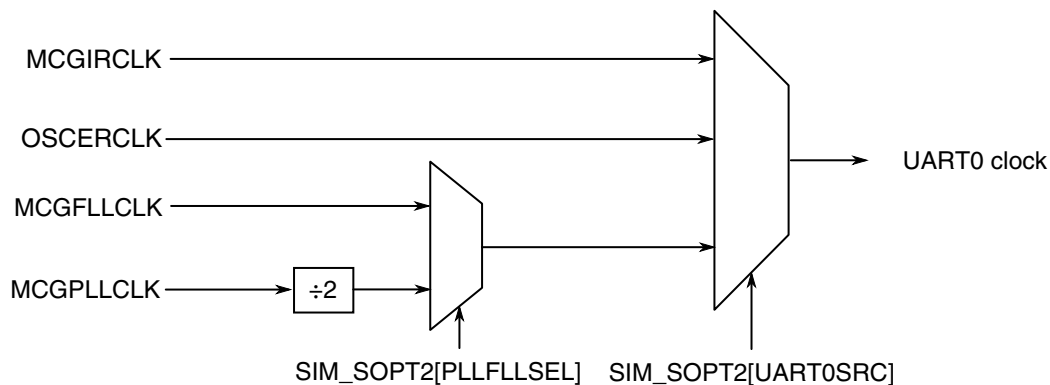 MCGIRCLK
OSCERCLK
UART0 clock
MCGFLLCLK
MCGPLLCLK
÷2
SIM_SOPT2[PLLFLLSEL]
SIM_SOPT2[UART0SRC]